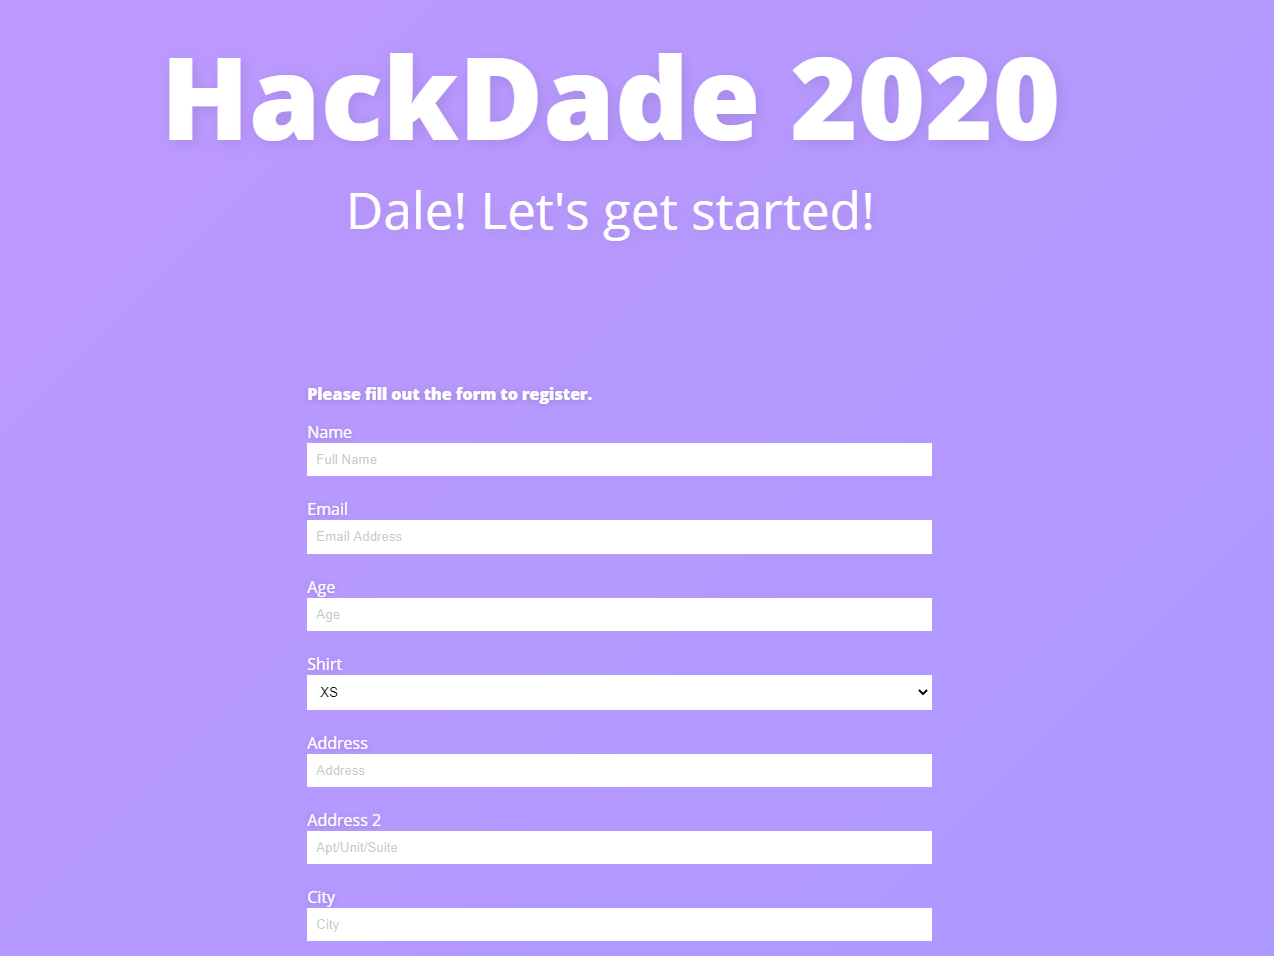 HackDade 2020
Dale! Let's get started!
Please fill out the form to register.
Name
Full Name
Email
Email Address
Age
Age
Shirt
XS
Address
Address
Address 2
Apt/Unit/Suite
City
City